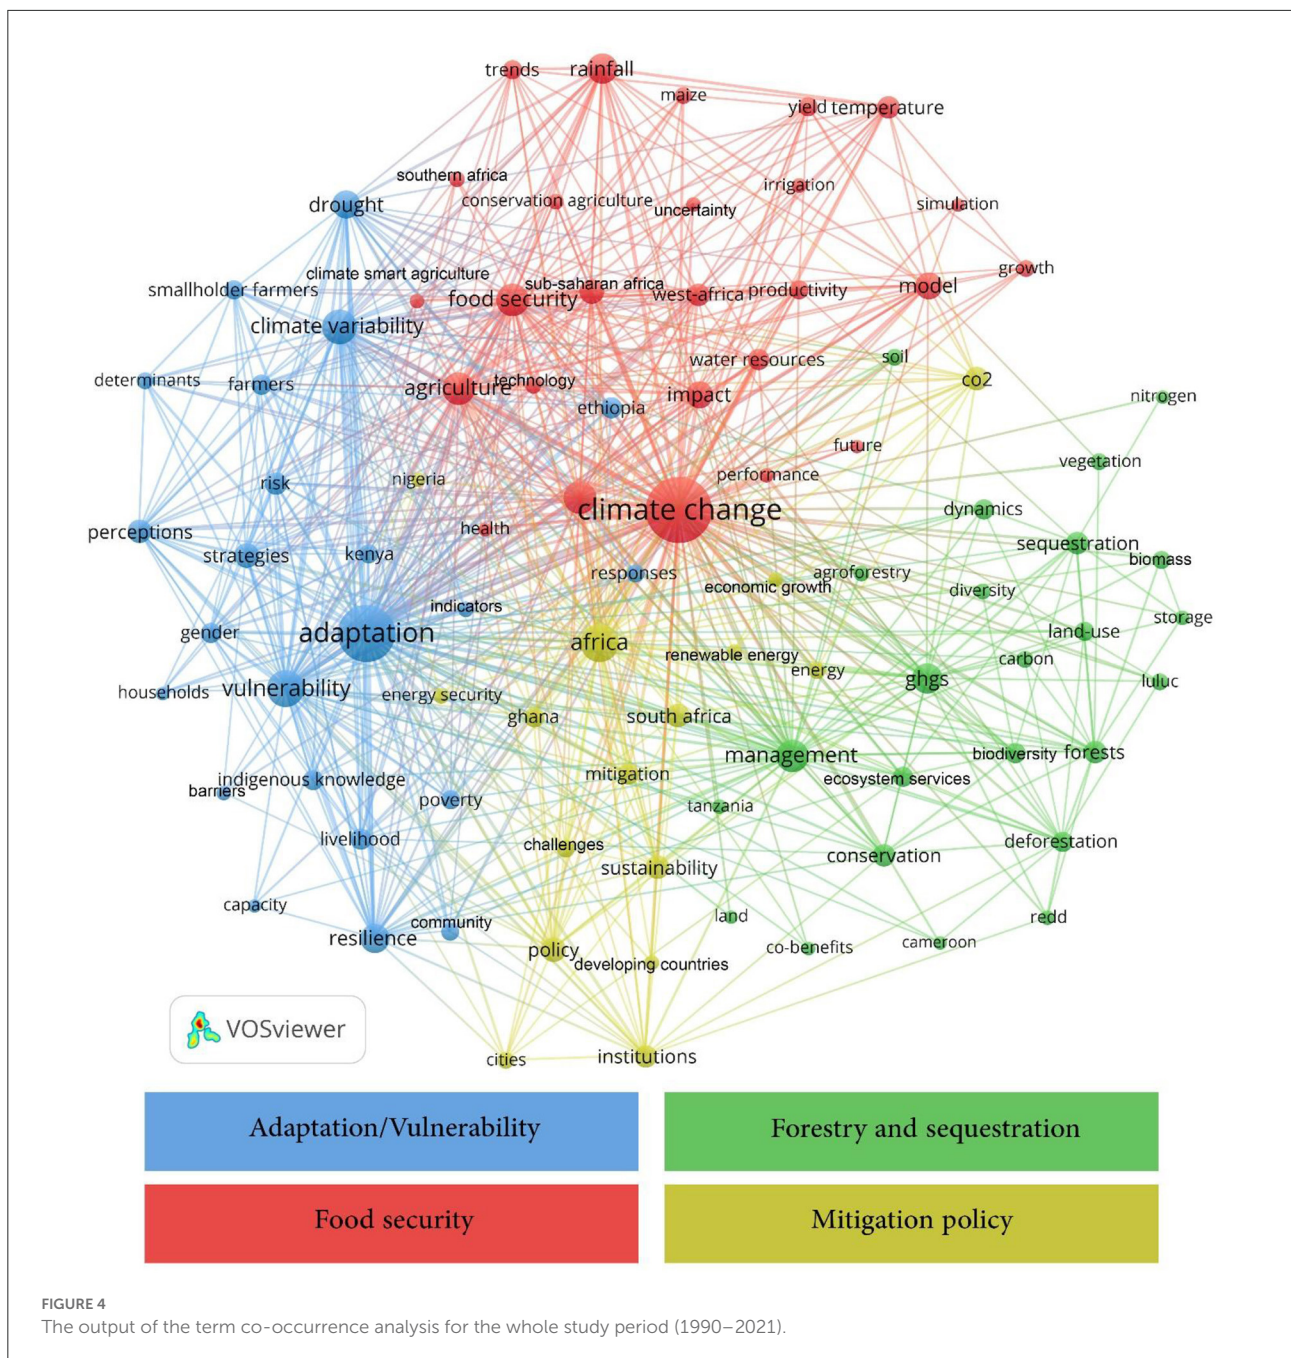 trends
rainfall
maize
yield
temperature
southern africa
conservation agriculture
uncertainty
irrigation
simulation
drought
climate smart agriculture
smallholder farmers
food security
sub-saharan africa
west-africa
productivity
model
growth
climate variability
determinants
farmers
agriculture
technology
ethiopia
impact
water resources
soil
co2
nitrogen
risk
nigeria
future
performance
vegetation
climate change
dynamics
perceptions
strategies
kenya
health
responses
economic growth
agroforestry
sequestration
biomass
diversity
storage
indicators
gender
adaptation
africa
renewable energy
energy
land-use
carbon
ghgs
luluc
households
vulnerability
energy security
ghana
south africa
management
biodiversity
forests
ecosystem services
indigenous knowledge
barriers
poverty
mitigation
tanzania
livelihood
challenges
sustainability
conservation
deforestation
capacity
community
resilience
policy
developing countries
land
co-benefits
cameroon
redd
VOSviewer
cities
institutions
Adaptation/Vulnerability
Forestry and sequestration
Food security
Mitigation policy
FIGURE 4
The output of the term co-occurrence analysis for the whole study period (1990–2021).